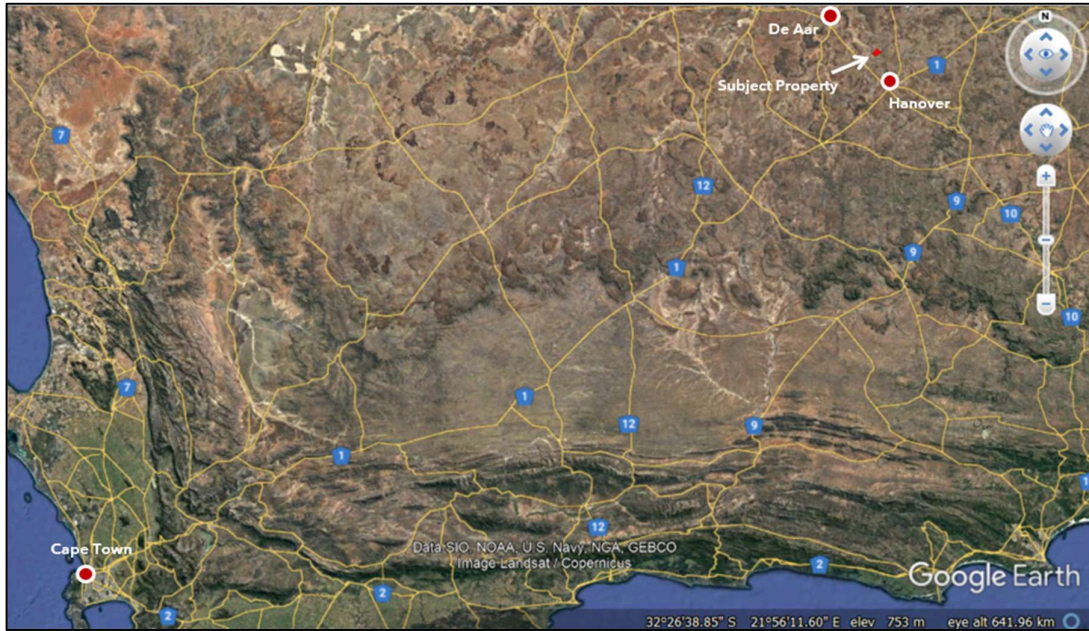 De Aar
N
1
Subject Property
Hanover
7
12
9
10
9
1
10
7
1
12
9
1
12
Cape Town
Data SIO, NOAA, U.S. Navy, NGA, GEBCO
Image Landsat / Copernicus
2
2
2
Google Earth
32°26'38.85" S 21°56'11.60" E elev 753 m eye alt 641.96 km